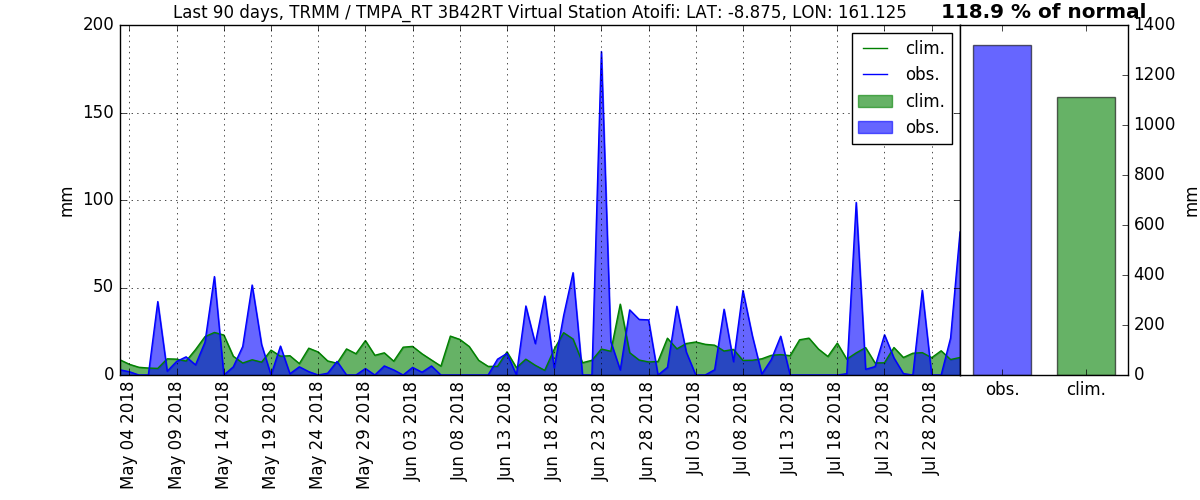 Last 90 days, TRMM / TMPA_RT 3B42RT Virtual Station Atoifi: LAT: -8.875, LON: 161.125
118.9 % of normal
200
150
100
50
0
mm
clim.
obs.
clim.
obs.
May 04 2018
May 09 2018
May 14 2018
May 19 2018
May 24 2018
May 29 2018
Jun 03 2018
Jun 08 2018
Jun 13 2018
Jun 18 2018
Jun 23 2018
Jun 28 2018
Jul 03 2018
Jul 08 2018
Jul 13 2018
Jul 18 2018
Jul 23 2018
Jul 28 2018
obs.
clim.
1400
1200
1000
800
600
400
200
0
mm